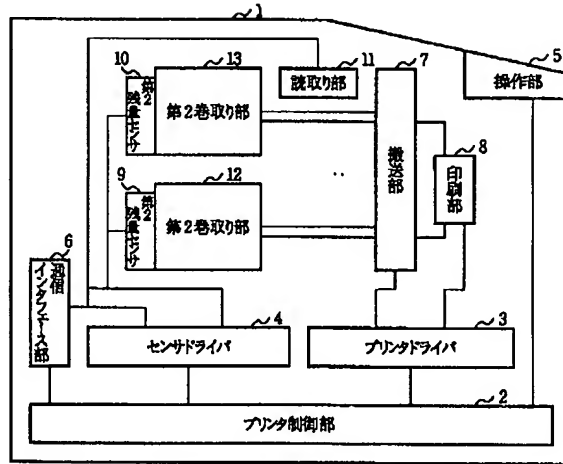 1
5
操作部
10
第2
残量センサ
13
第2巻取り部
11
読取り部
7
搬送部
8
印刷部
9
第2
残量センサ
12
第2巻取り部
6
通信
インタフェース部
4
センサドライバ
3
プリンタドライバ
2
プリンタ制御部